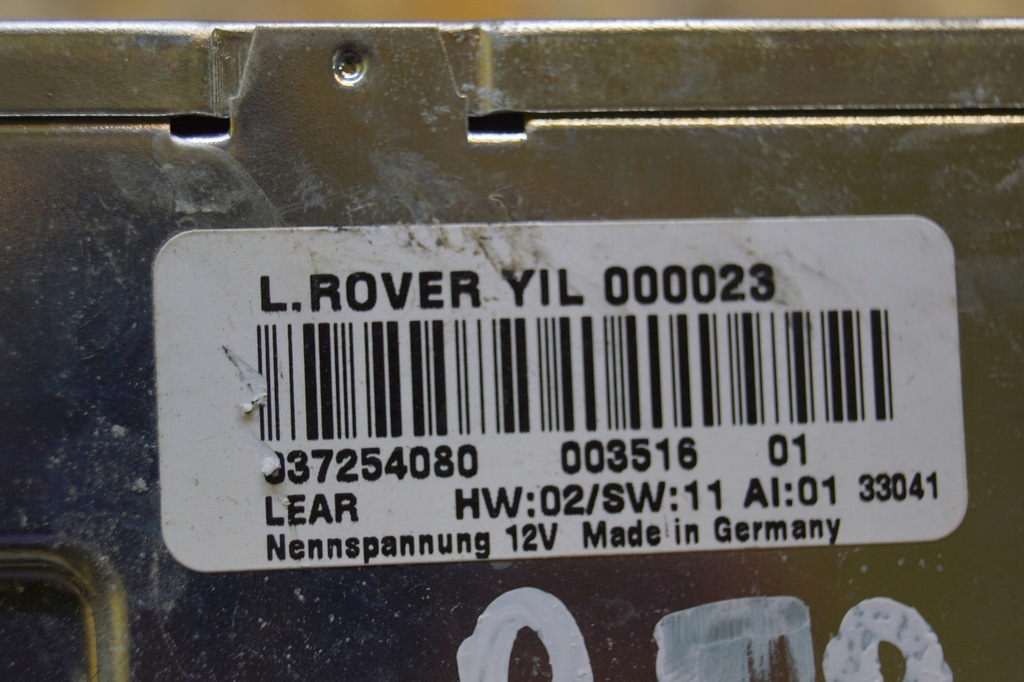 L.ROVER YIL 000023
037254080 003516 01
LEAR HW:02/SW:11 AI:01 33041
Nennspannung 12V Made in Germany